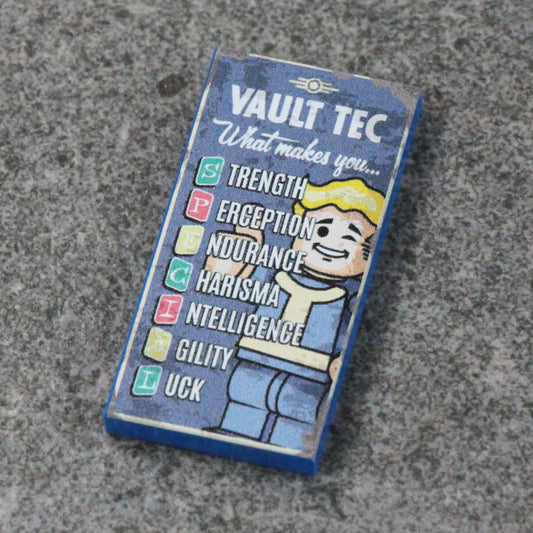 VAULT TEC
What makes you...
STRENGTH
PERCEPTION
ENDURANCE
CHARISMA
INTELLIGENCE
AGILITY
LUCK